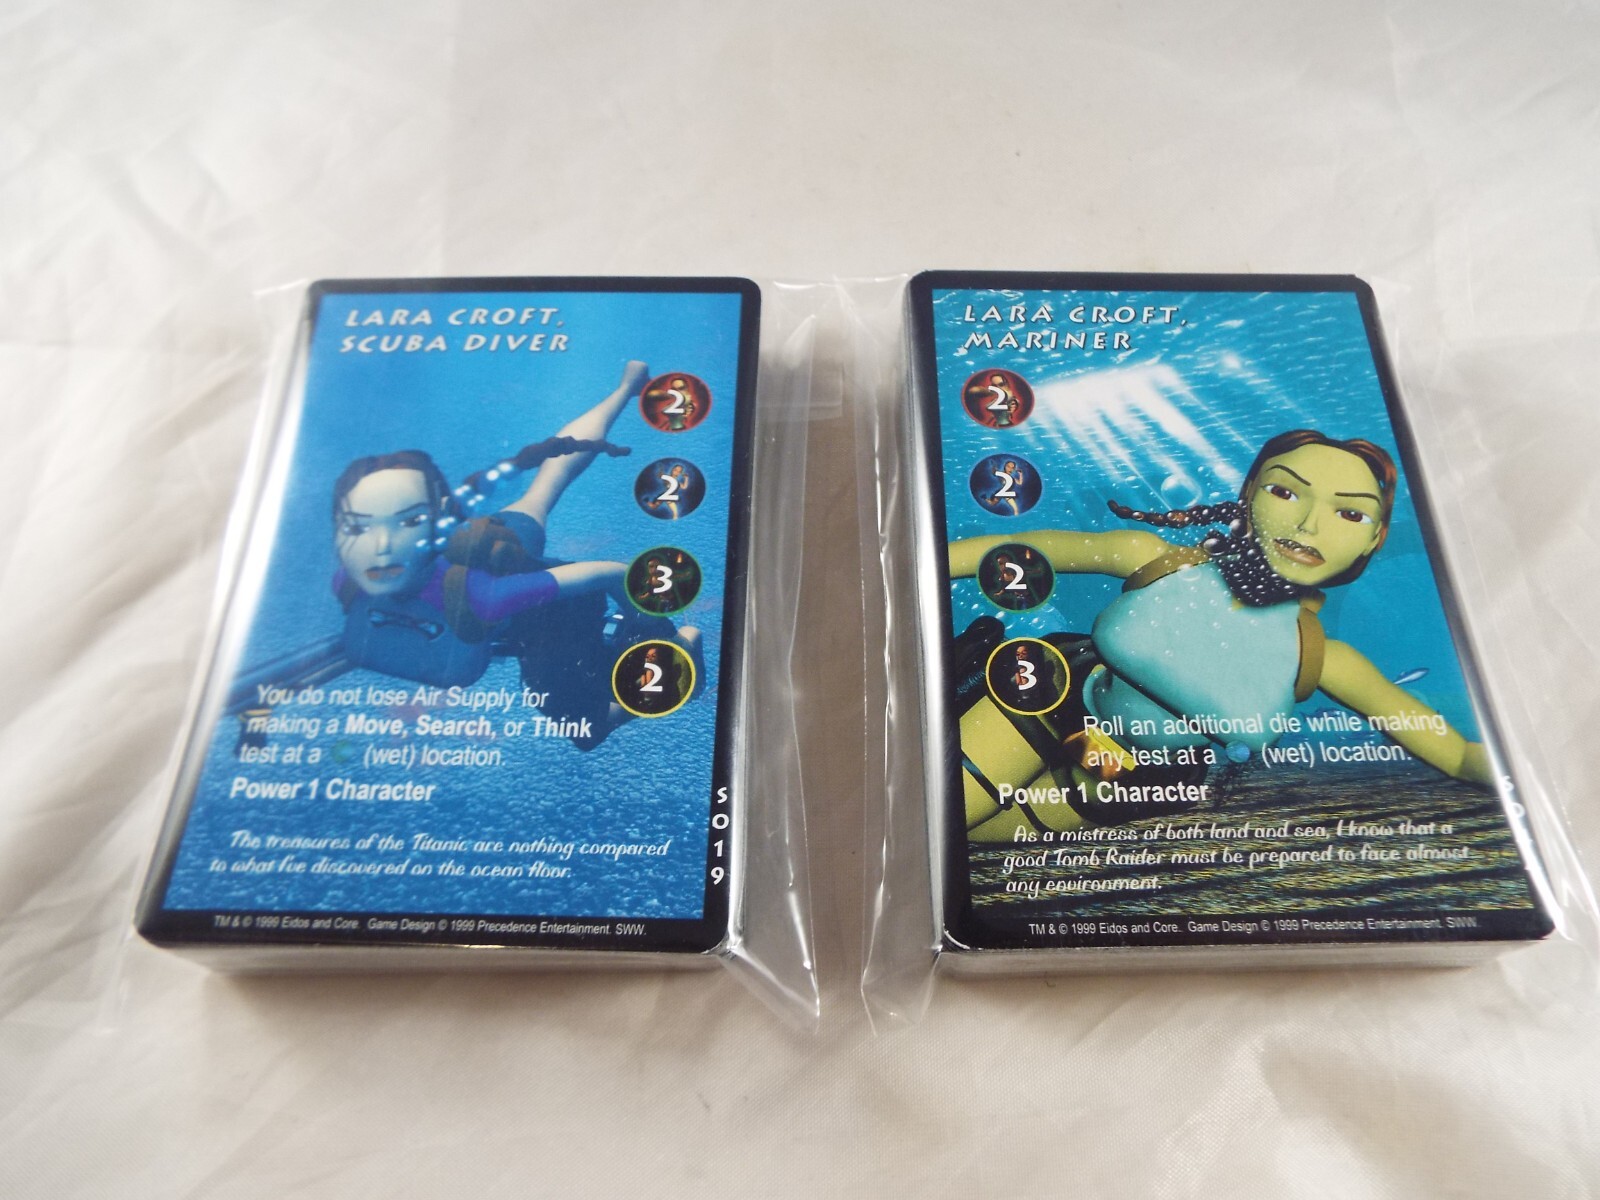 LARA CROFT,
SCUBA DIVER
2
2
3
2
You do not lose Air Supply for
making a Move, Search, or Think
test at a (wet) location.
Power 1 Character
The treasures of the Titanic are nothing compared
to what I've discovered on the ocean floor.
S019
TM & © 1999 Eidos and Core. Game Design © 1999 Precedence Entertainment. SWW.
LARA CROFT,
MARINER
2
2
2
3
Roll an additional die while making
any test at a (wet) location.
Power 1 Character
As a mistress of both land and sea, I know that a
good Tomb Raider must be prepared to face almost
any environment.
TM & © 1999 Eidos and Core. Game Design © 1999 Precedence Entertainment. SWW.